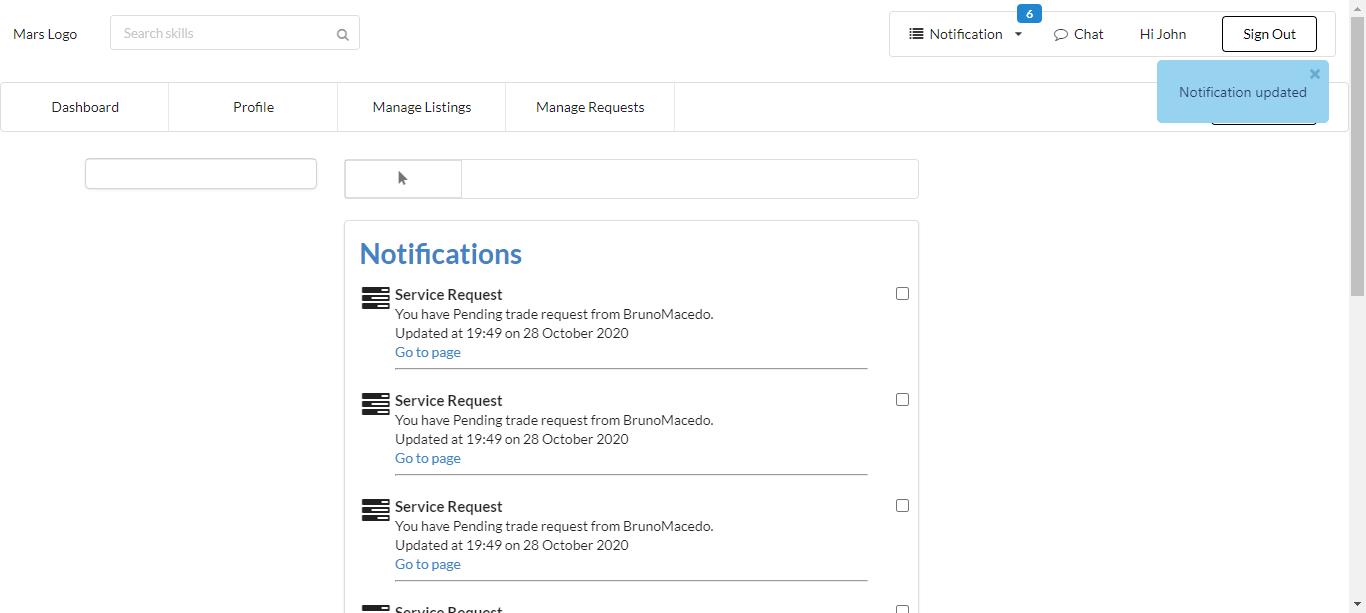 Mars Logo
Search skills
Notification
6
Chat
Hi John
Sign Out
Notification updated
Dashboard
Profile
Manage Listings
Manage Requests
Notifications
Service Request
You have Pending trade request from BrunoMacedo.
Updated at 19:49 on 28 October 2020
Go to page
Service Request
You have Pending trade request from BrunoMacedo.
Updated at 19:49 on 28 October 2020
Go to page
Service Request
You have Pending trade request from BrunoMacedo.
Updated at 19:49 on 28 October 2020
Go to page
Service Request